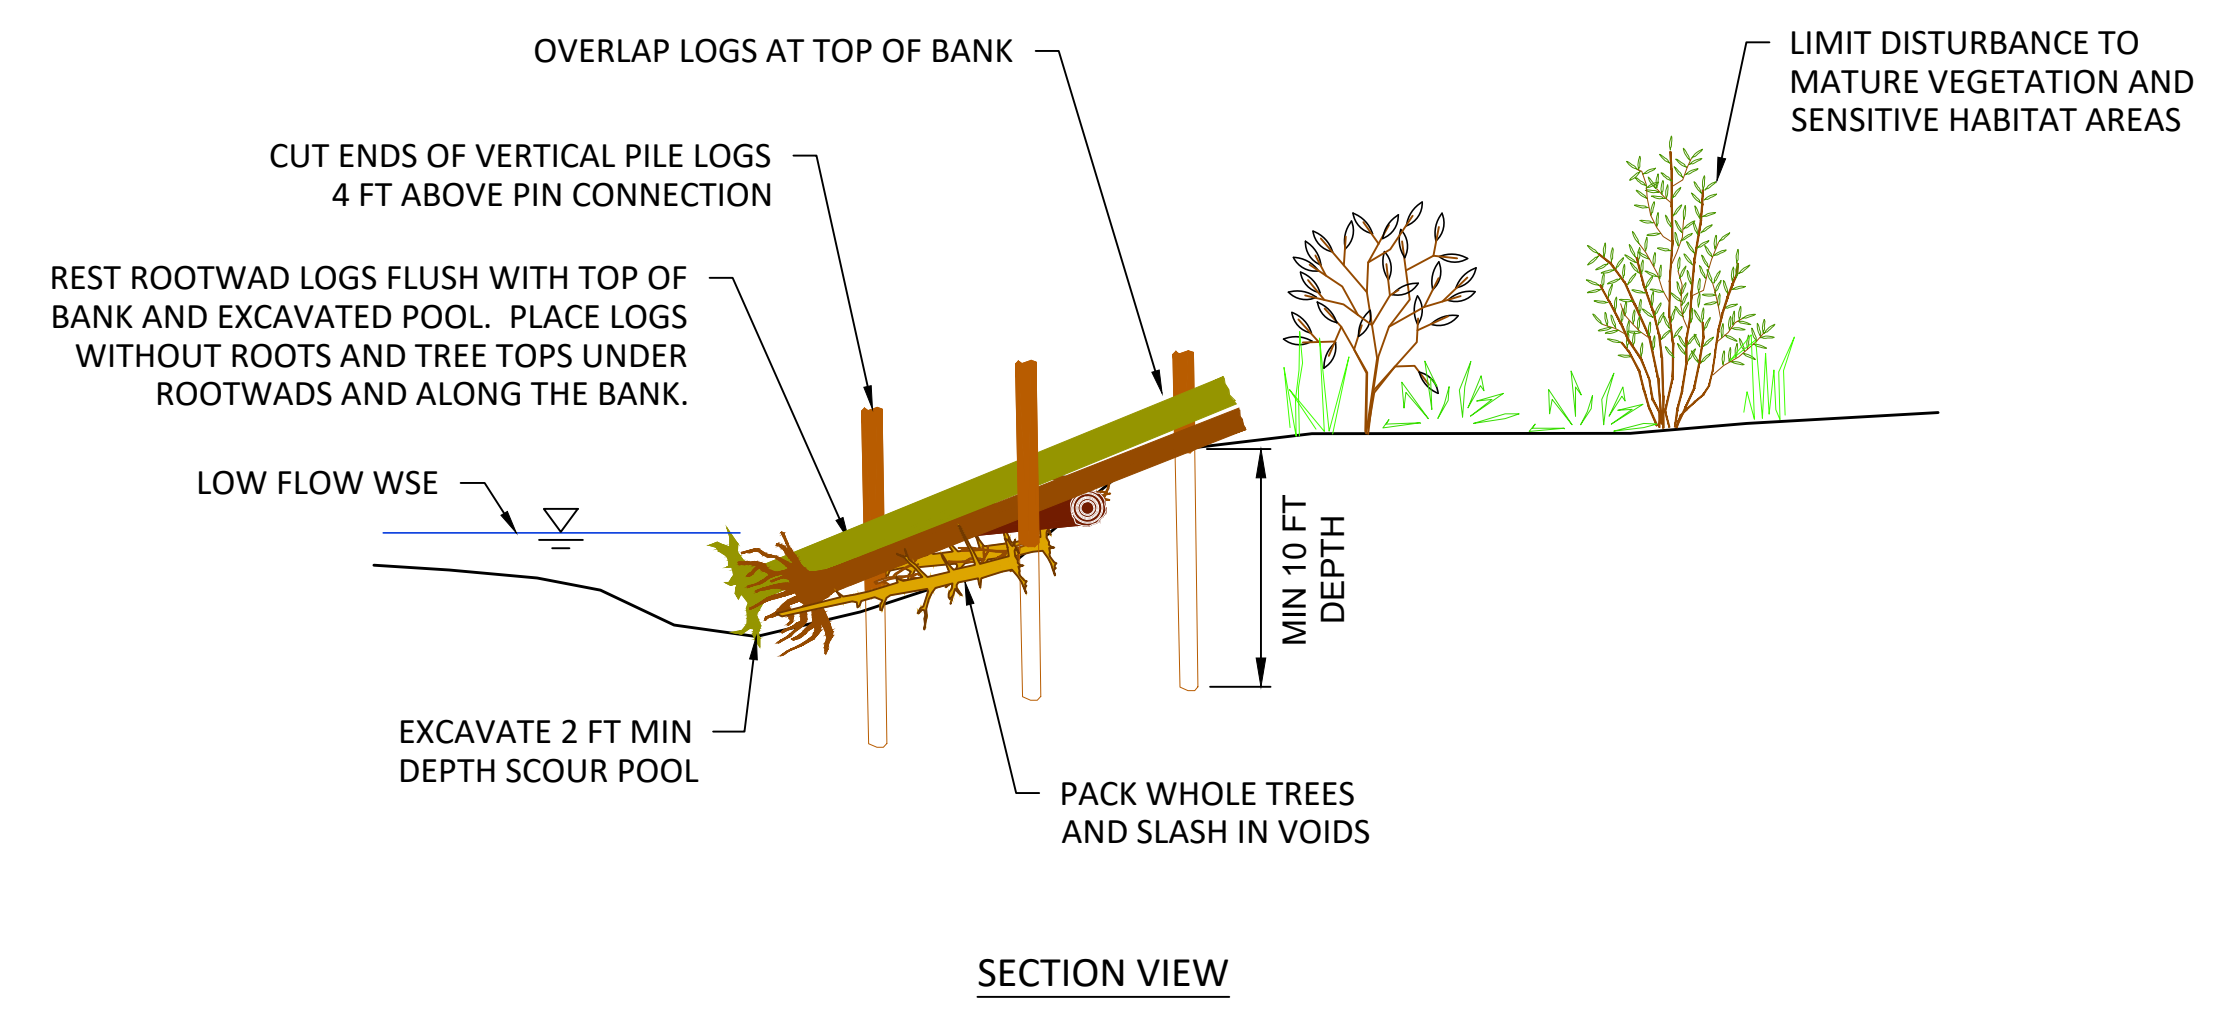 OVERLAP LOGS AT TOP OF BANK
LIMIT DISTURBANCE TO
MATURE VEGETATION AND
SENSITIVE HABITAT AREAS
CUT ENDS OF VERTICAL PILE LOGS
4 FT ABOVE PIN CONNECTION
REST ROOTWAD LOGS FLUSH WITH TOP OF
BANK AND EXCAVATED POOL.  PLACE LOGS
WITHOUT ROOTS AND TREE TOPS UNDER
ROOTWADS AND ALONG THE BANK.
LOW FLOW WSE
MIN 10 FT
DEPTH
EXCAVATE 2 FT MIN
DEPTH SCOUR POOL
PACK WHOLE TREES
AND SLASH IN VOIDS
SECTION VIEW